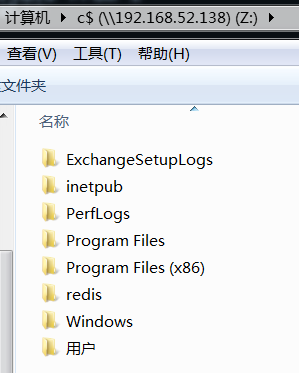 计算机 ▸ c$ (\\192.168.52.138) (Z:) ▸
查看(V) 工具(T) 帮助(H)
文件夹
名称
ExchangeSetupLogs
inetpub
PerfLogs
Program Files
Program Files (x86)
redis
Windows
用户